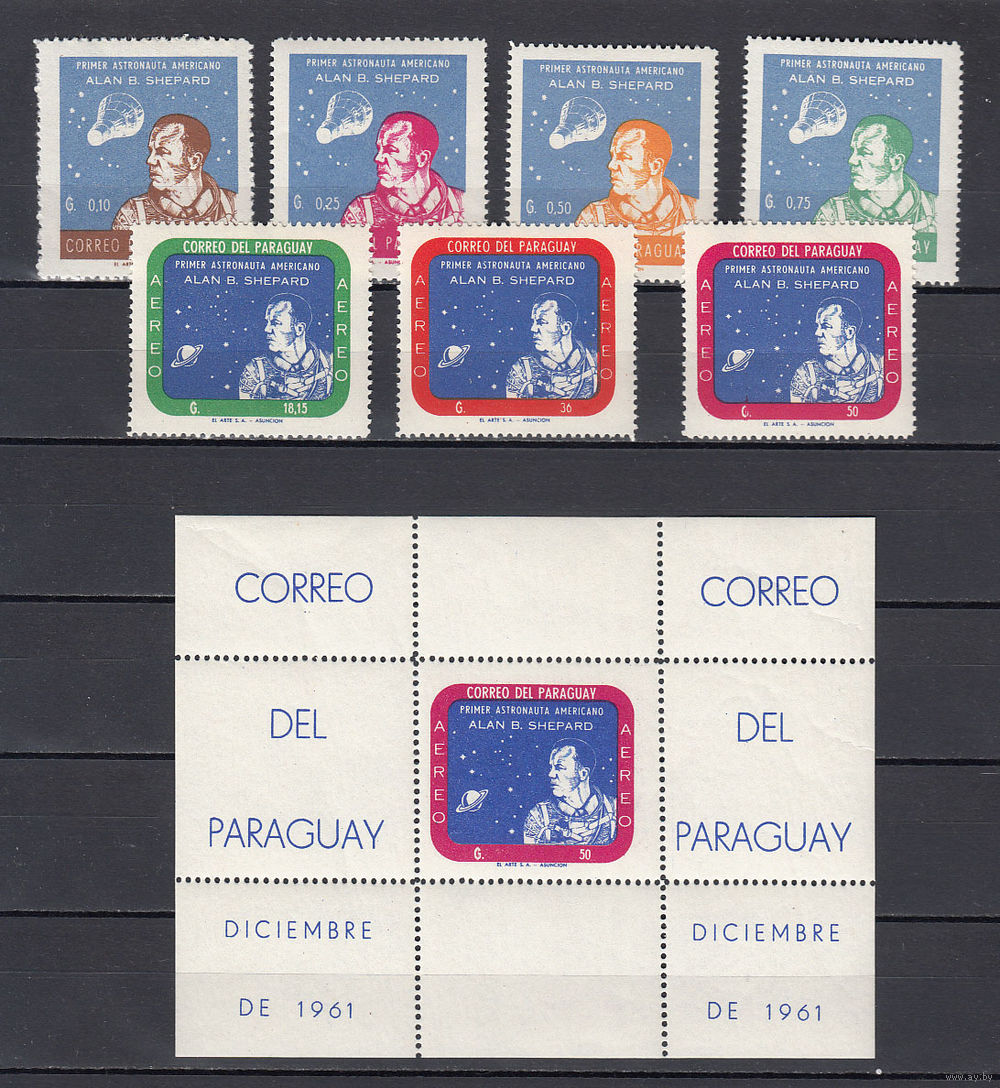 PRIMER ASTRONAUTA AMERICANO
ALAN B. SHEPARD
G. 0,10
CORREO
PRIMER ASTRONAUTA AMERICANO
ALAN B. SHEPARD
G. 0,25
PRIMER ASTRONAUTA AMERICANO
ALAN B. SHEPARD
G. 0,50
PRIMER ASTRONAUTA AMERICANO
ALAN B. SHEPARD
G. 0,75
CORREO DEL PARAGUAY
PRIMER ASTRONAUTA AMERICANO
ALAN B. SHEPARD
AEREO
AEREO
G. 18,15
EL ARTE S. A. - ASUNCION
CORREO DEL PARAGUAY
PRIMER ASTRONAUTA AMERICANO
ALAN B. SHEPARD
AEREO
AEREO
G. 36
EL ARTE S. A. - ASUNCION
CORREO DEL PARAGUAY
PRIMER ASTRONAUTA AMERICANO
ALAN B. SHEPARD
AEREO
AEREO
G. 50
EL ARTE S. A. - ASUNCION
CORREO
CORREO
DEL
DEL
PARAGUAY
PARAGUAY
CORREO DEL PARAGUAY
PRIMER ASTRONAUTA AMERICANO
ALAN B. SHEPARD
AEREO
AEREO
G. 50
EL ARTE S. A. - ASUNCION
DICIEMBRE
DICIEMBRE
DE 1961
DE 1961
www.ay.by